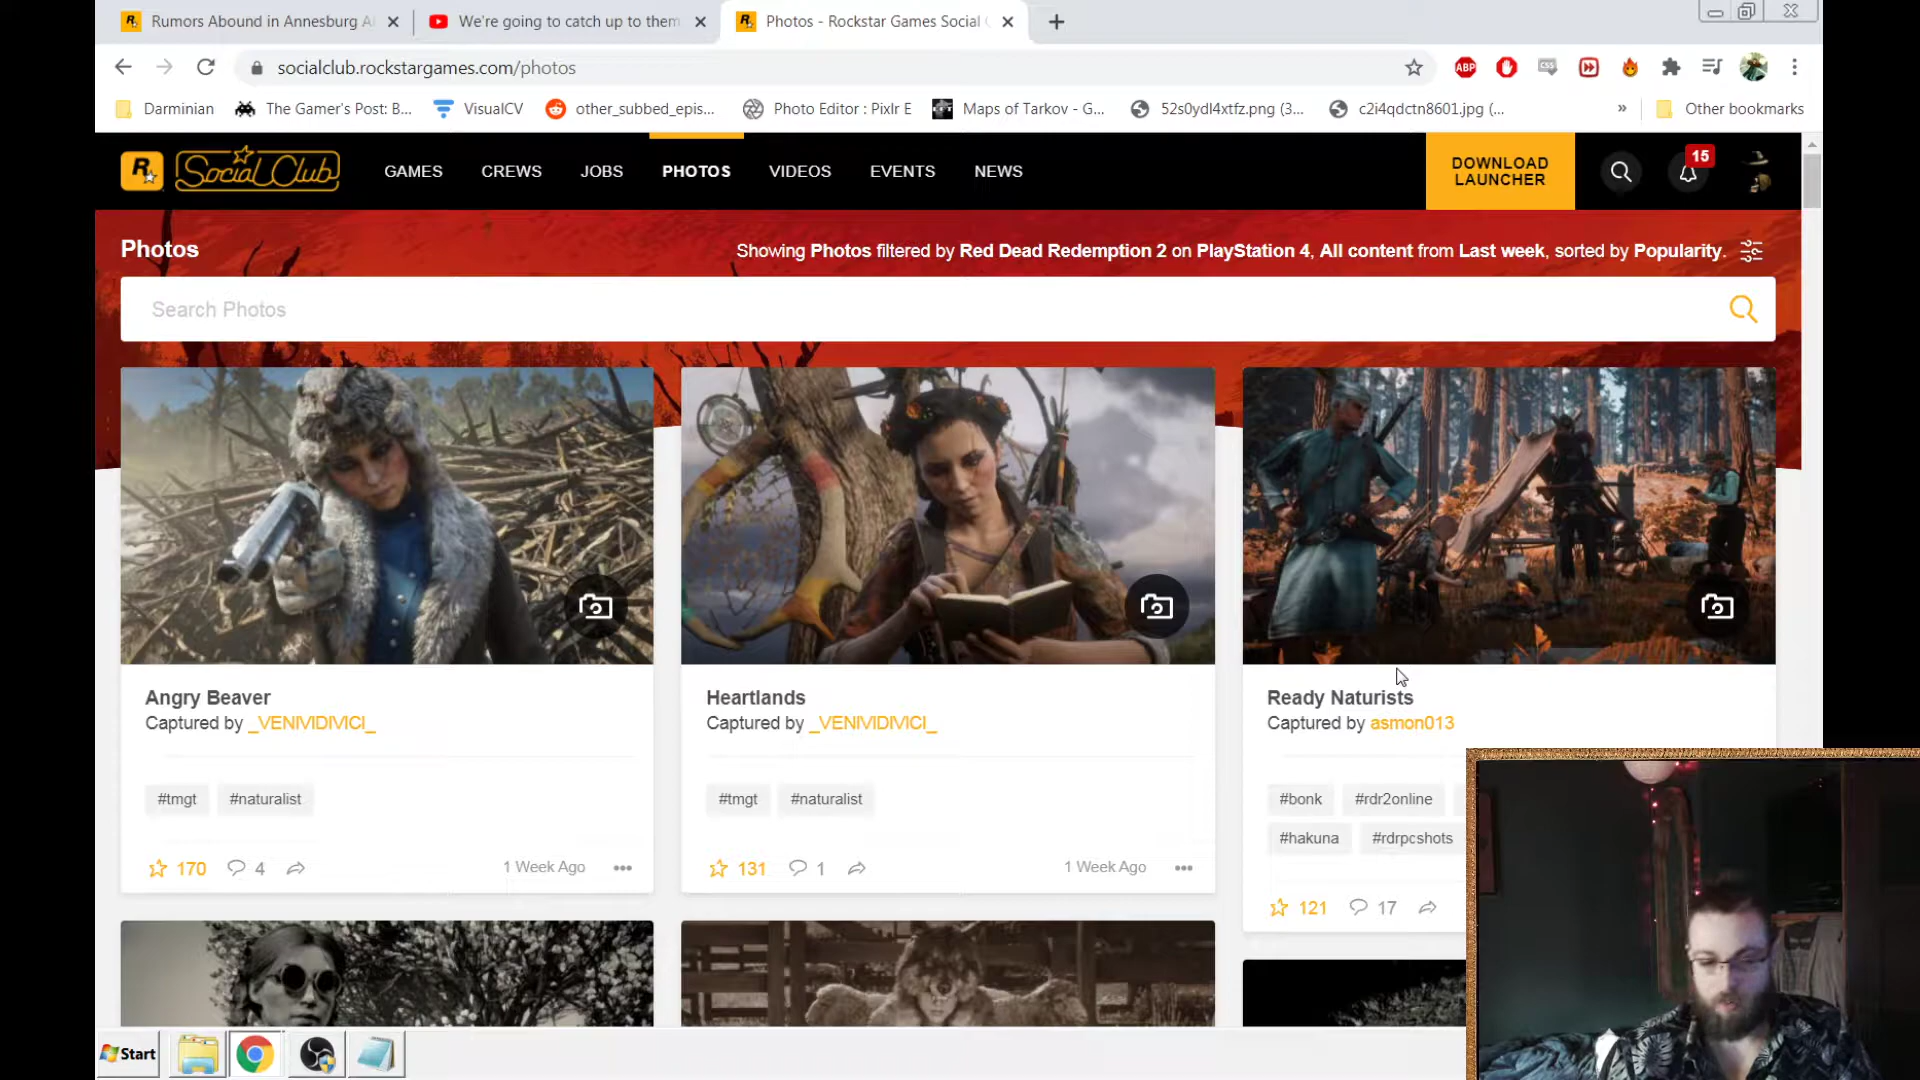 Rumors Abound in Annesburg A
We're going to catch up to them
Photos - Rockstar Games Social
socialclub.rockstargames.com/photos
ABP
CSS
Darminian
The Gamer's Post: B...
VisualCV
other_subbed_epis...
Photo Editor : Pixlr E
Maps of Tarkov - G...
52s0ydl4xtfz.png (3...
c2i4qdctn8601.jpg (...
»
Other bookmarks
R
Social Club
GAMES
CREWS
JOBS
PHOTOS
VIDEOS
EVENTS
NEWS
DOWNLOAD
LAUNCHER
15
Photos
Showing Photos filtered by Red Dead Redemption 2 on PlayStation 4, All content from Last week, sorted by Popularity.
Search Photos
Angry Beaver
Captured by _VENIVIDIVICI_
#tmgt #naturalist
170 4 1 Week Ago
Heartlands
Captured by _VENIVIDIVICI_
#tmgt #naturalist
131 1 1 Week Ago
Ready Naturists
Captured by asmon013
#bonk #rdr2online
#hakuna #rdrpcshots
121 17
Start